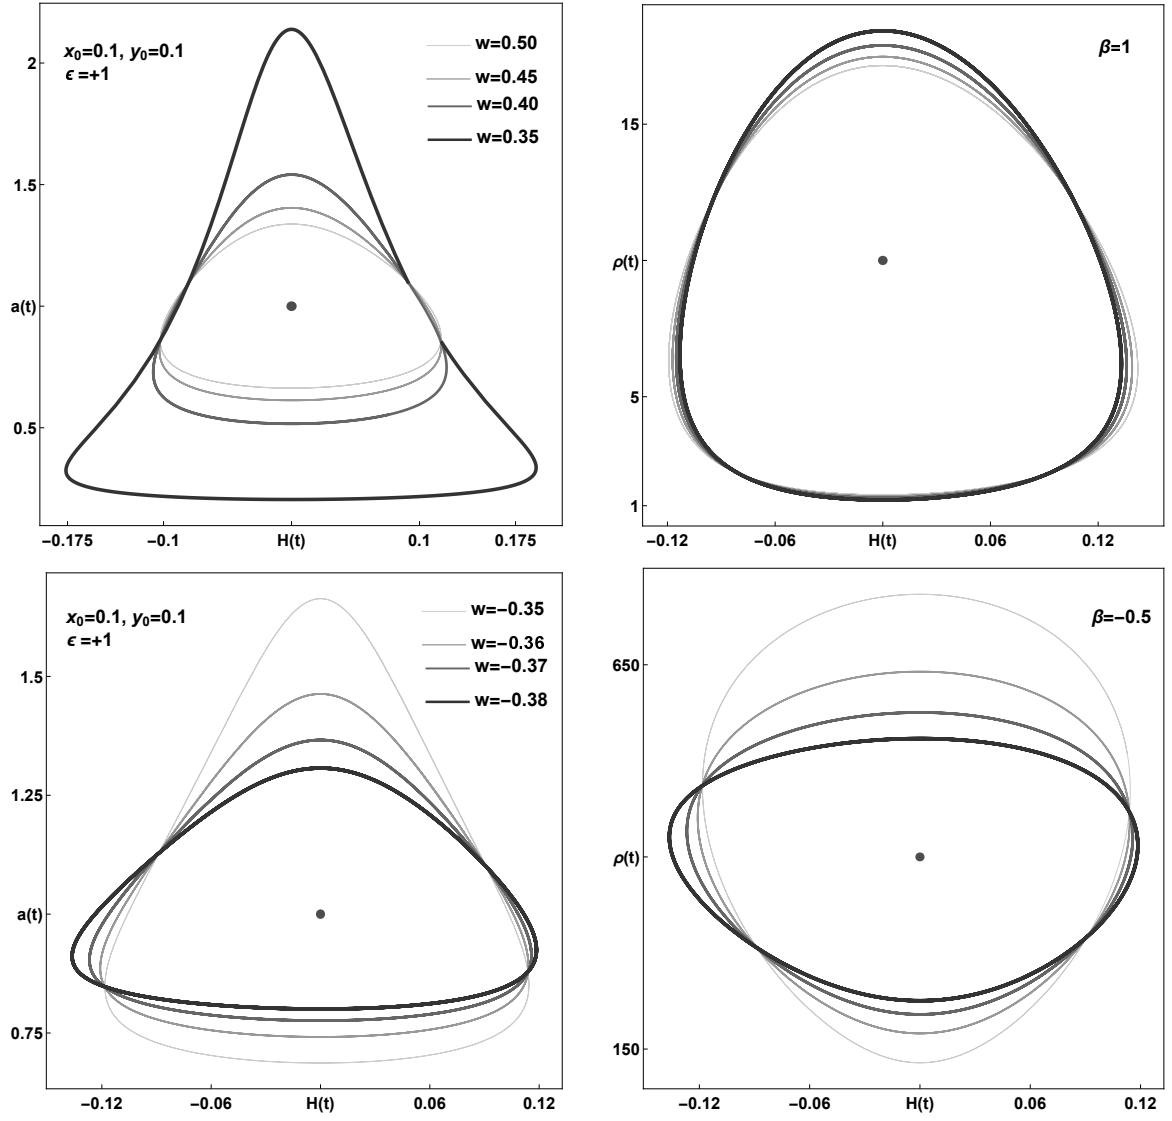 x₀=0.1, y₀=0.1
ϵ =+1
w=0.50
w=0.45
w=0.40
w=0.35
2
1.5
a(t)
0.5
−0.175 −0.1 H(t) 0.1 0.175
β=1
15
ρ(t)
5
1
−0.12 −0.06 H(t) 0.06 0.12
x₀=0.1, y₀=0.1
ϵ =+1
w=−0.35
w=−0.36
w=−0.37
w=−0.38
1.5
1.25
a(t)
0.75
−0.12 −0.06 H(t) 0.06 0.12
β=−0.5
650
ρ(t)
150
−0.12 −0.06 H(t) 0.06 0.12